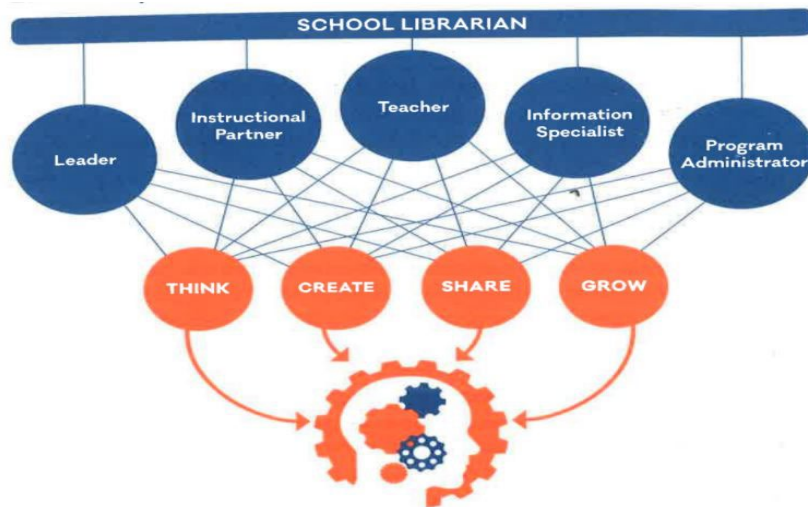 SCHOOL LIBRARIAN
Leader
Instructional
Partner
Teacher
Information
Specialist
Program
Administrator
THINK
CREATE
SHARE
GROW